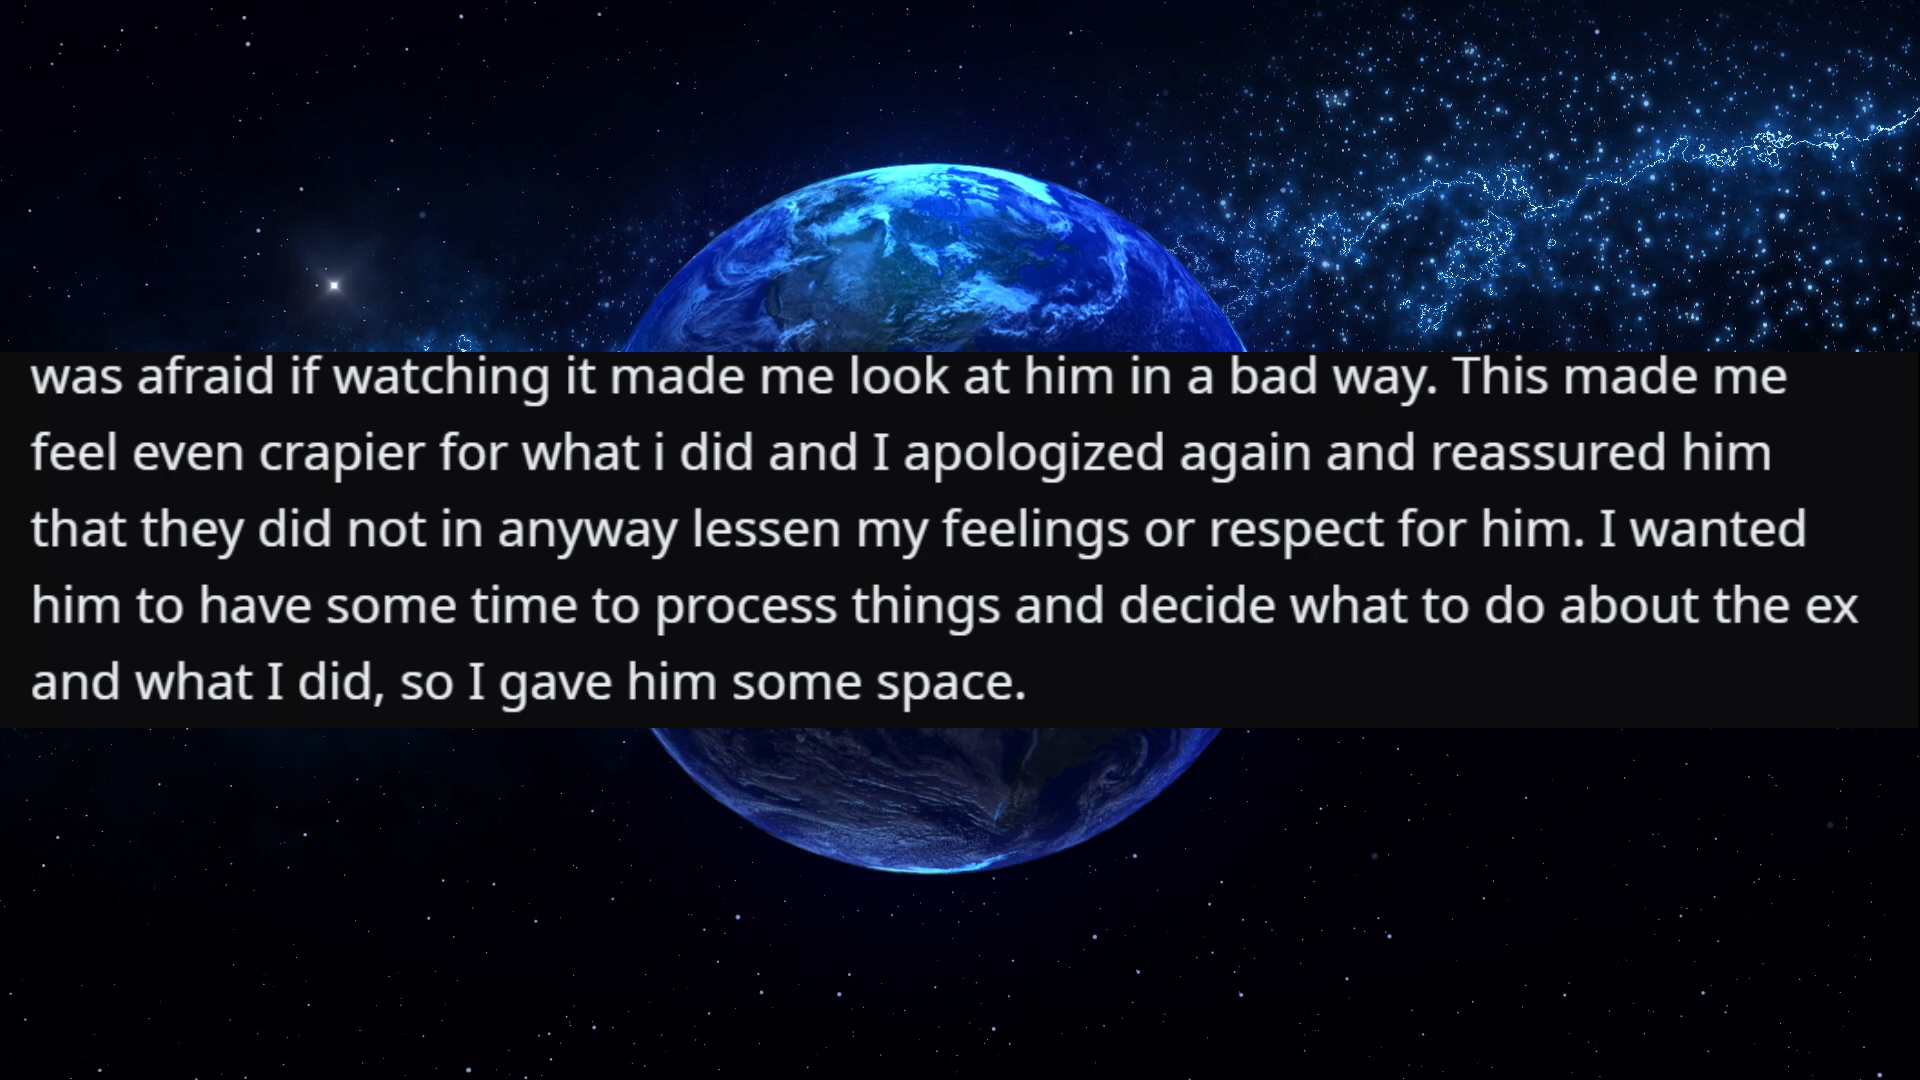 was afraid if watching it made me look at him in a bad way. This made me
feel even crapier for what i did and I apologized again and reassured him
that they did not in anyway lessen my feelings or respect for him. I wanted
him to have some time to process things and decide what to do about the ex
and what I did, so I gave him some space.